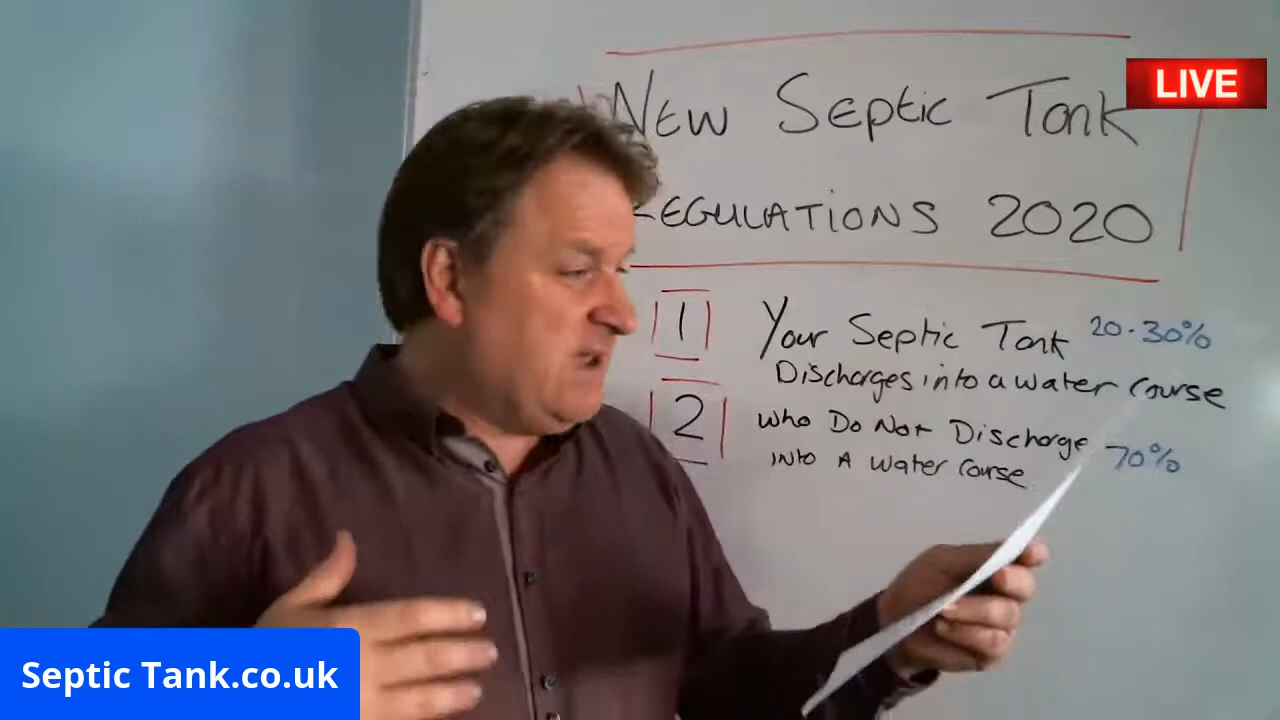 LIVE
New Septic Tank
REGULATIONS 2020
1 Your Septic Tank 20-30%
Discharges into a water course
2 who Do Not Discharge 70%
into A water course
Septic Tank.co.uk